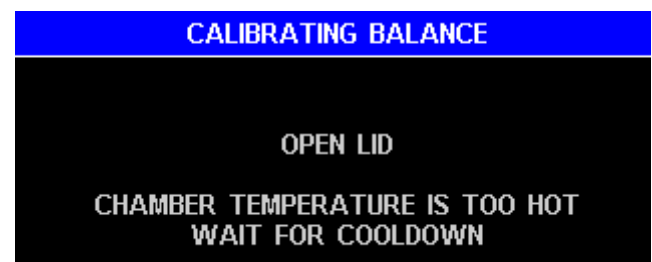 CALIBRATING BALANCE
OPEN LID
CHAMBER TEMPERATURE IS TOO HOT
WAIT FOR COOLDOWN